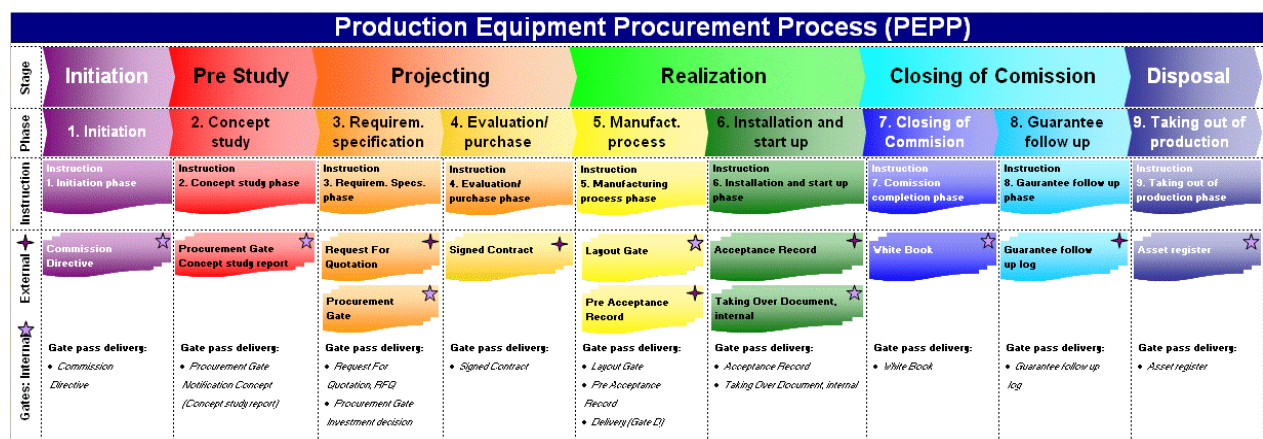 Production Equipment Procurement Process (PEPP)
Stage
Initiation
Pre Study
Projecting
Realization
Closing of Comission
Disposal
Phase
1. Initiation
2. Concept
study
3. Requirem.
specification
4. Evaluation/
purchase
5. Manufact.
process
6. Installation and
start up
7. Closing of
Commision
8. Guarantee
follow up
9. Taking out of
production
Instruction
Instruction
1. Initiation phase
Instruction
2. Concept study phase
Instruction
3. Requirem. Specs.
phase
Instruction
4. Evaluation/
purchase phase
Instruction
5. Manufacturing
process phase
Instruction
6. Installation and start up
phase
Instruction
7. Comission
completion phase
Instruction
8. Gaurantee follow up
phase
Instruction
9. Taking out of
production phase
Gates: Internal External
Commission
Directive
Procurement Gate
Concept study report
Request For
Quotation
Procurement
Gate
Signed Contract
Layout Gate
Pre Acceptance
Record
Acceptance Record
Taking Over Document,
internal
White Book
Guarantee follow
up log
Asset register
Gate pass delivery:
• Commission
Directive
Gate pass delivery:
• Procurement Gate
Notification Concept
(Concept study report)
Gate pass delivery:
• Request For
Quotation, RFQ
• Procurement Gate
Investment decision
Gate pass delivery:
• Signed Contract
Gate pass delivery:
• Layout Gate
• Pre Acceptance
Record
• Delivery (Gate D)
Gate pass delivery:
• Acceptance Record
• Taking Over Document, internal
Gate pass delivery:
• White Book
Gate pass delivery:
• Guarantee follow up
log
Gate pass delivery:
• Asset register